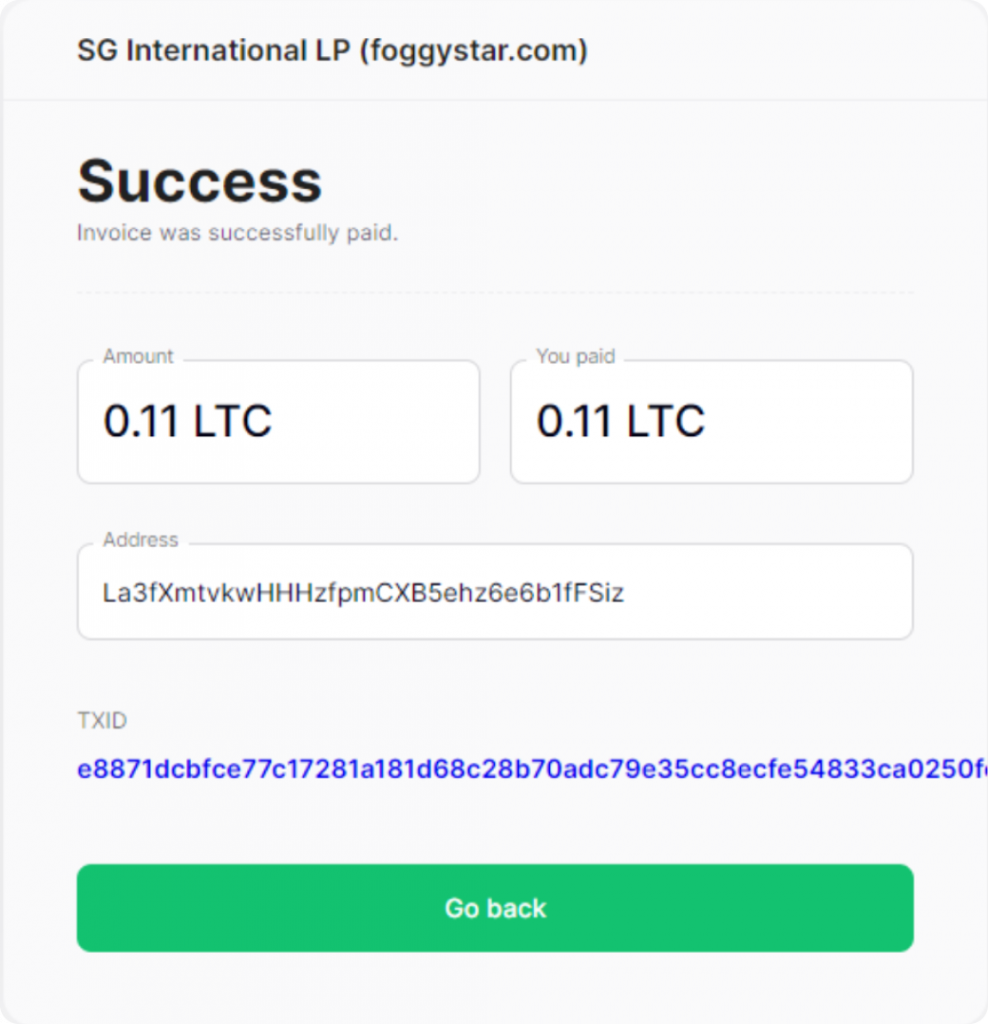 SG International LP (foggystar.com)
Success
Invoice was successfully paid.
Amount
You paid
0.11 LTC
0.11 LTC
Address
La3fXmtvkwHHHzfpmCXB5ehz6e6b1fFSiz
TXID
e8871dcbfce77c17281a181d68c28b70adc79e35cc8ecfe54833ca0250f
Go back